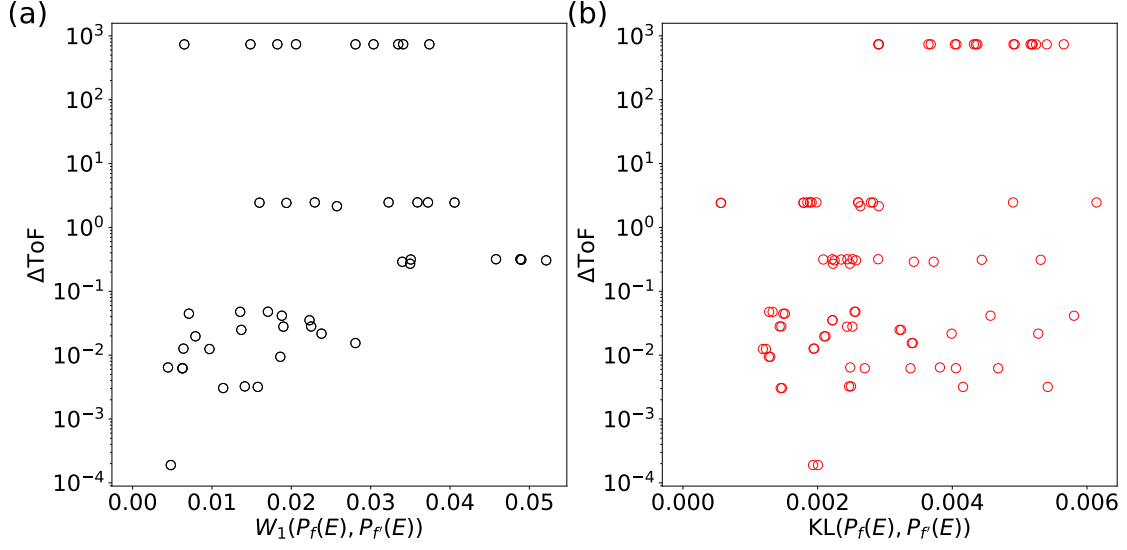 (a)
(b)
10³
10²
10¹
10⁰
10⁻¹
10⁻²
10⁻³
10⁻⁴
ΔToF
0.00 0.01 0.02 0.03 0.04 0.05
W₁(P_f(E), P_f′(E))
10³
10²
10¹
10⁰
10⁻¹
10⁻²
10⁻³
10⁻⁴
ΔToF
0.000 0.002 0.004 0.006
KL(P_f(E), P_f′(E))